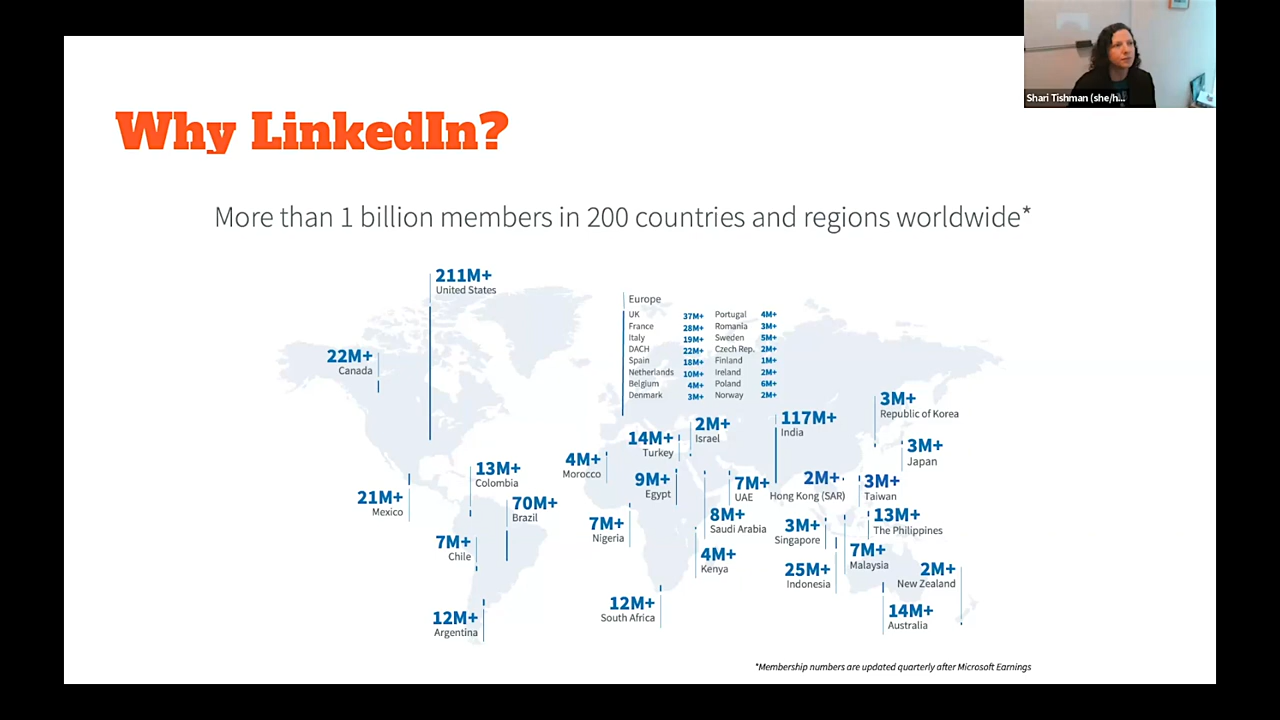 Shari Tishman (she/h...
Why LinkedIn?
More than 1 billion members in 200 countries and regions worldwide*
211M+
United States
22M+
Canada
21M+
Mexico
13M+
Colombia
70M+
Brazil
7M+
Chile
12M+
Argentina
Europe
UK 37M+ Portugal 4M+
France 28M+ Romania 3M+
Italy 19M+ Sweden 5M+
DACH 22M+ Czech Rep. 2M+
Spain 18M+ Finland 1M+
Netherlands 10M+ Ireland 2M+
Belgium 4M+ Poland 6M+
Denmark 3M+ Norway 2M+
14M+
Turkey
2M+
Israel
4M+
Morocco
9M+
Egypt
7M+
UAE
7M+
Nigeria
8M+
Saudi Arabia
4M+
Kenya
12M+
South Africa
117M+
India
3M+
Republic of Korea
3M+
Japan
2M+
Hong Kong (SAR)
3M+
Taiwan
3M+
Singapore
13M+
The Philippines
7M+
Malaysia
25M+
Indonesia
2M+
New Zealand
14M+
Australia
*Membership numbers are updated quarterly after Microsoft Earnings